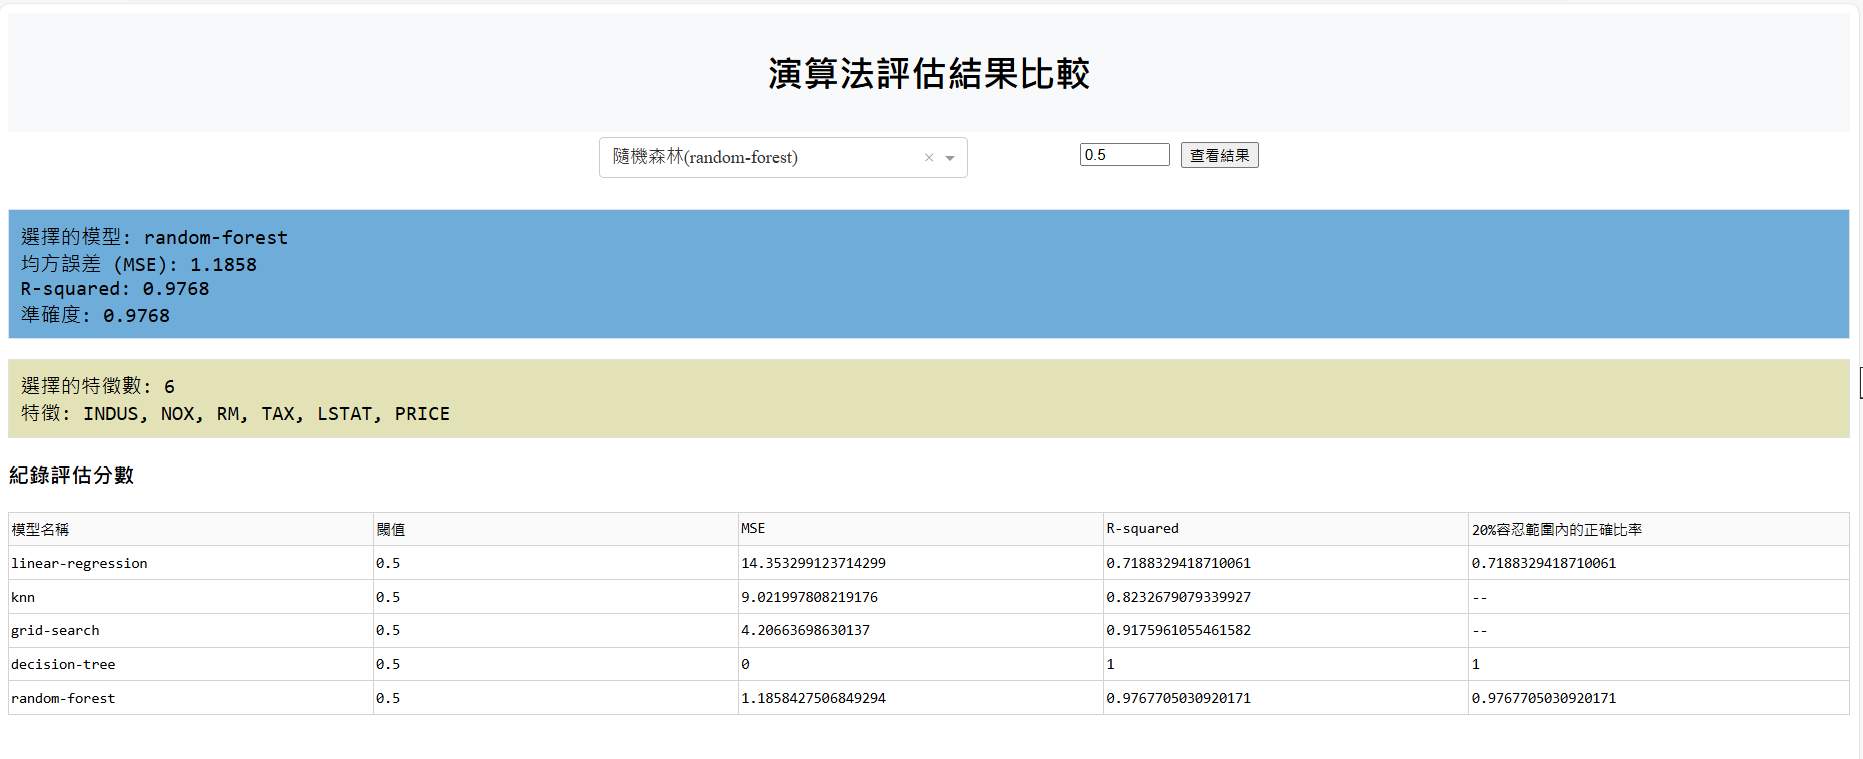 演算法評估結果比較
隨機森林(random-forest) × 0.5 查看結果
選擇的模型: random-forest
均方誤差 (MSE): 1.1858
R-squared: 0.9768
準確度: 0.9768
選擇的特徵數: 6
特徵: INDUS, NOX, RM, TAX, LSTAT, PRICE
紀錄評估分數
模型名稱 閾值 MSE R-squared 20%容忍範圍內的正確比率
linear-regression 0.5 14.353299123714299 0.7188329418710061 0.7188329418710061
knn 0.5 9.021997808219176 0.8232679079339927 --
grid-search 0.5 4.20663698630137 0.9175961055461582 --
decision-tree 0.5 0 1 1
random-forest 0.5 1.1858427506849294 0.9767705030920171 0.9767705030920171